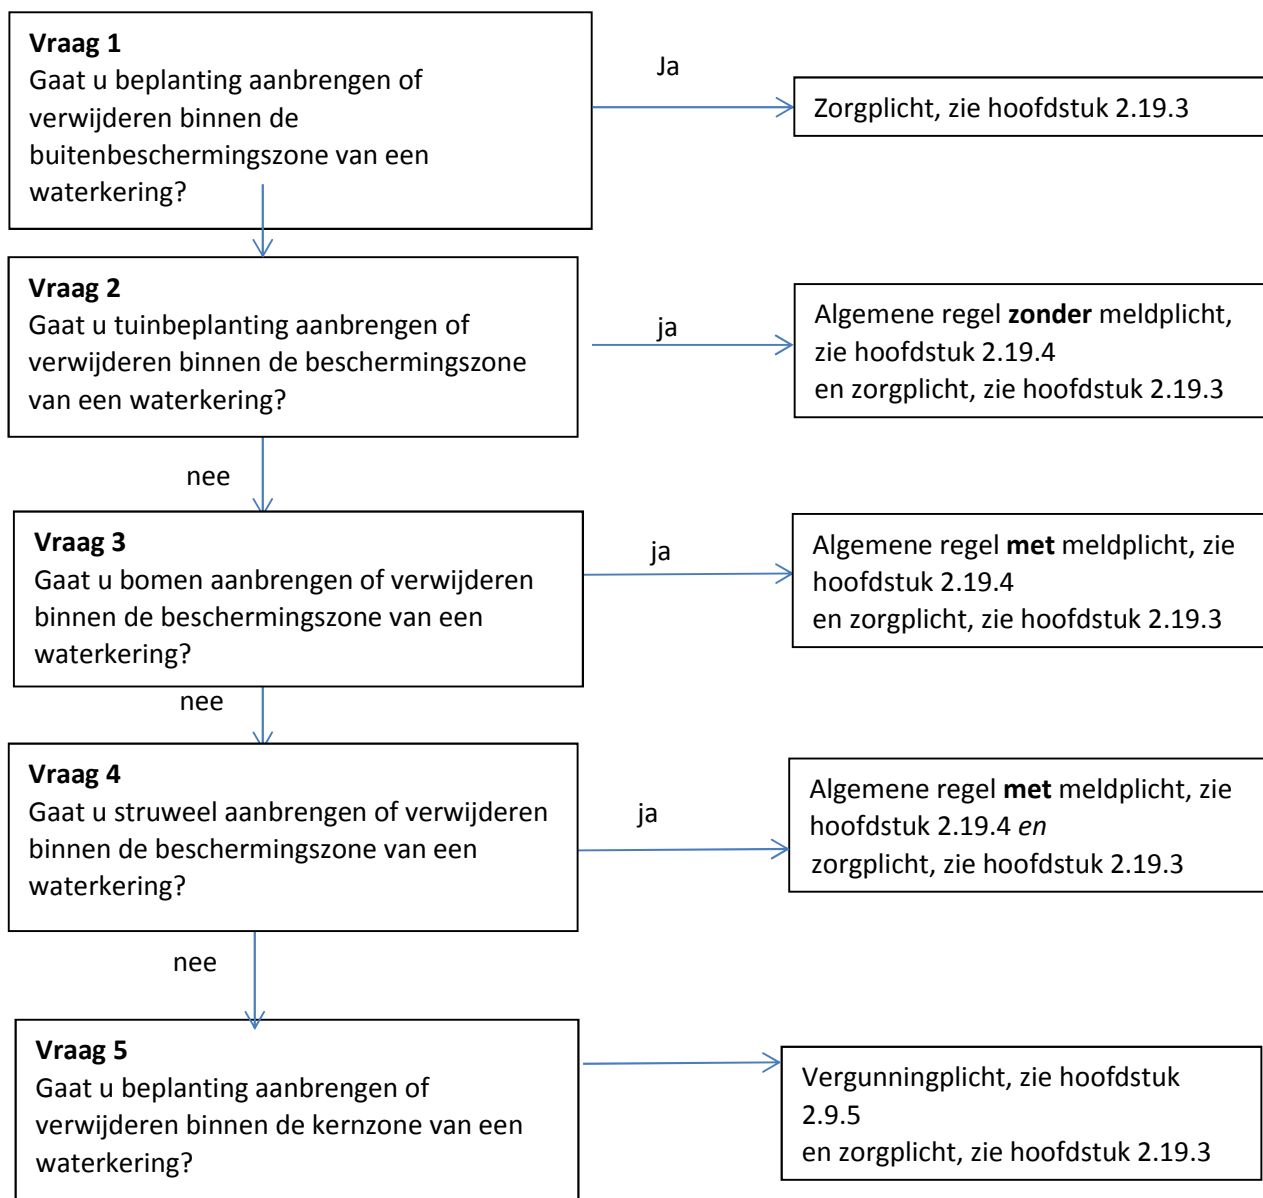 Vraag 1
Gaat u beplanting aanbrengen of
verwijderen binnen de
buitenbeschermingszone van een
waterkering?
Ja
Zorgplicht, zie hoofdstuk 2.19.3
Vraag 2
Gaat u tuinbeplanting aanbrengen of
verwijderen binnen de beschermingszone
van een waterkering?
ja
Algemene regel zonder meldplicht,
zie hoofdstuk 2.19.4
en zorgplicht, zie hoofdstuk 2.19.3
nee
Vraag 3
Gaat u bomen aanbrengen of verwijderen
binnen de beschermingszone van een
waterkering?
ja
Algemene regel met meldplicht, zie
hoofdstuk 2.19.4
en zorgplicht, zie hoofdstuk 2.19.3
nee
Vraag 4
Gaat u struweel aanbrengen of verwijderen
binnen de beschermingszone van een
waterkering?
ja
Algemene regel met meldplicht, zie
hoofdstuk 2.19.4 en
zorgplicht, zie hoofdstuk 2.19.3
nee
Vraag 5
Gaat u beplanting aanbrengen of
verwijderen binnen de kernzone van een
waterkering?
Vergunningplicht, zie hoofdstuk
2.9.5
en zorgplicht, zie hoofdstuk 2.19.3